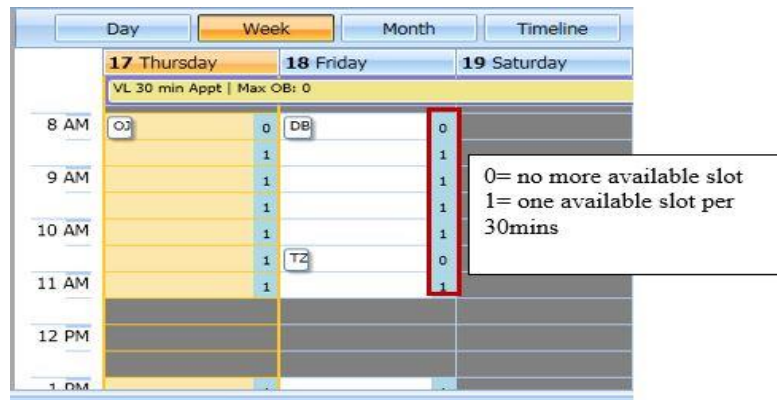 Day Week Month Timeline
17 Thursday 18 Friday 19 Saturday
VL 30 min Appt | Max OB: 0
8 AM OJ 0 DB 0
1 1
9 AM 1 1
1 1
10 AM 1 1
1 TZ 0
11 AM 1 1
12 PM
1 PM
0= no more available slot
1= one available slot per
30mins